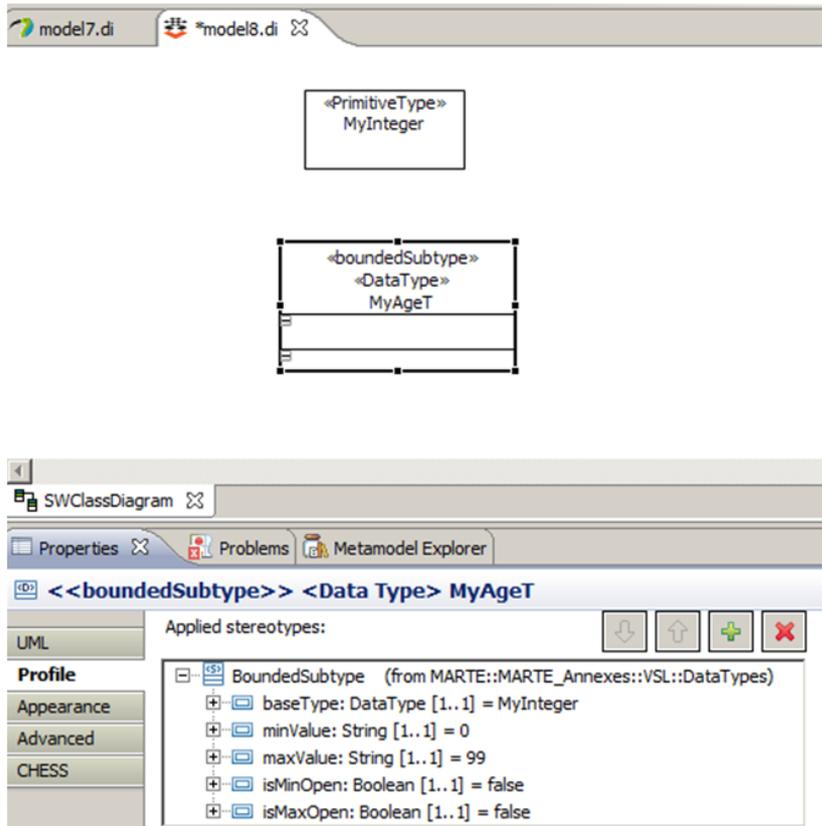 model7.di *model8.di
«PrimitiveType»
MyInteger
«boundedSubtype»
«DataType»
MyAgeT
SWClassDiagram
Properties Problems Metamodel Explorer
<<boundedSubtype>> <Data Type> MyAgeT
UML
Profile
Appearance
Advanced
CHESS
Applied stereotypes:
BoundedSubtype (from MARTE::MARTE_Annexes::VSL::DataTypes)
baseType: DataType [1..1] = MyInteger
minValue: String [1..1] = 0
maxValue: String [1..1] = 99
isMinOpen: Boolean [1..1] = false
isMaxOpen: Boolean [1..1] = false